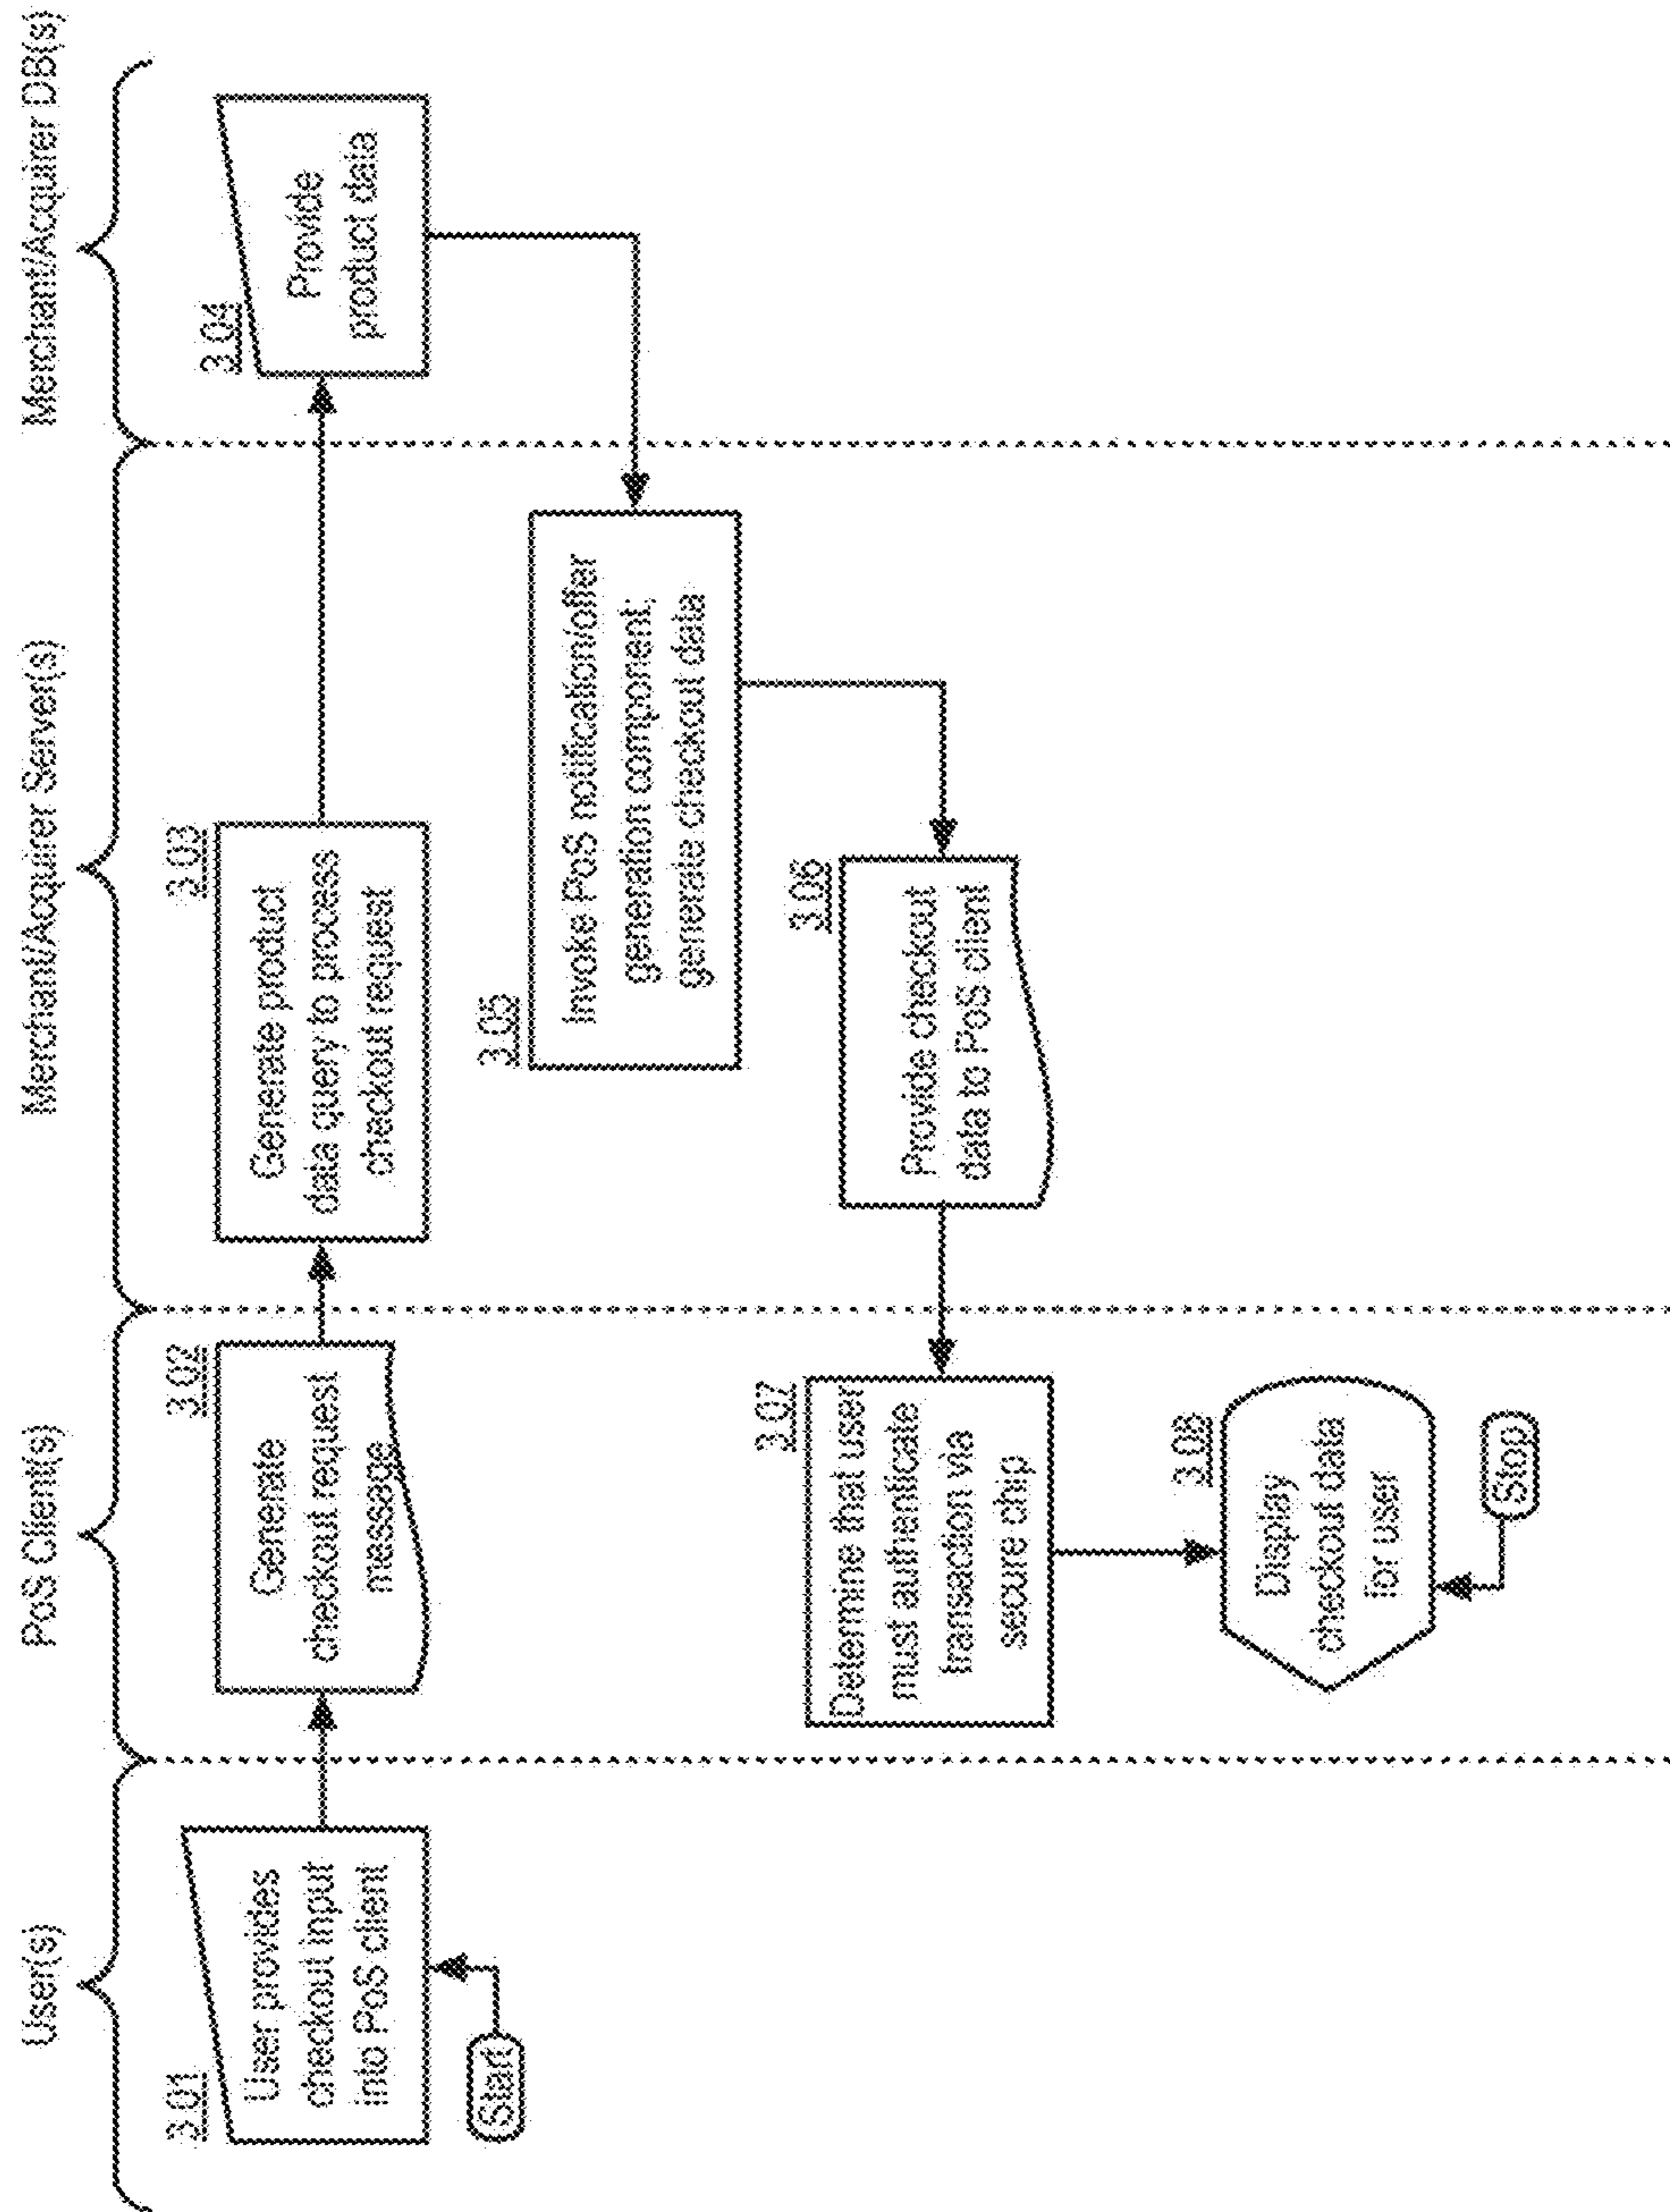 User(s)
PoS Client(s)
Merchant/Acquirer Server(s)
Merchant/Acquirer DB(s)
3.01
User provides
checkout input
into PoS client
Start
3.02
Generate
checkout request
message
3.03
Generate product
data query to process
checkout request
3.04
Provide
product data
3.05
Invoke PoS notification/offer
generation component;
generate checkout data
3.06
Provide checkout
data to PoS client
3.07
Determine that user
must authenticate
transaction via
secure chip
3.08
Display
checkout data
for user
Stop